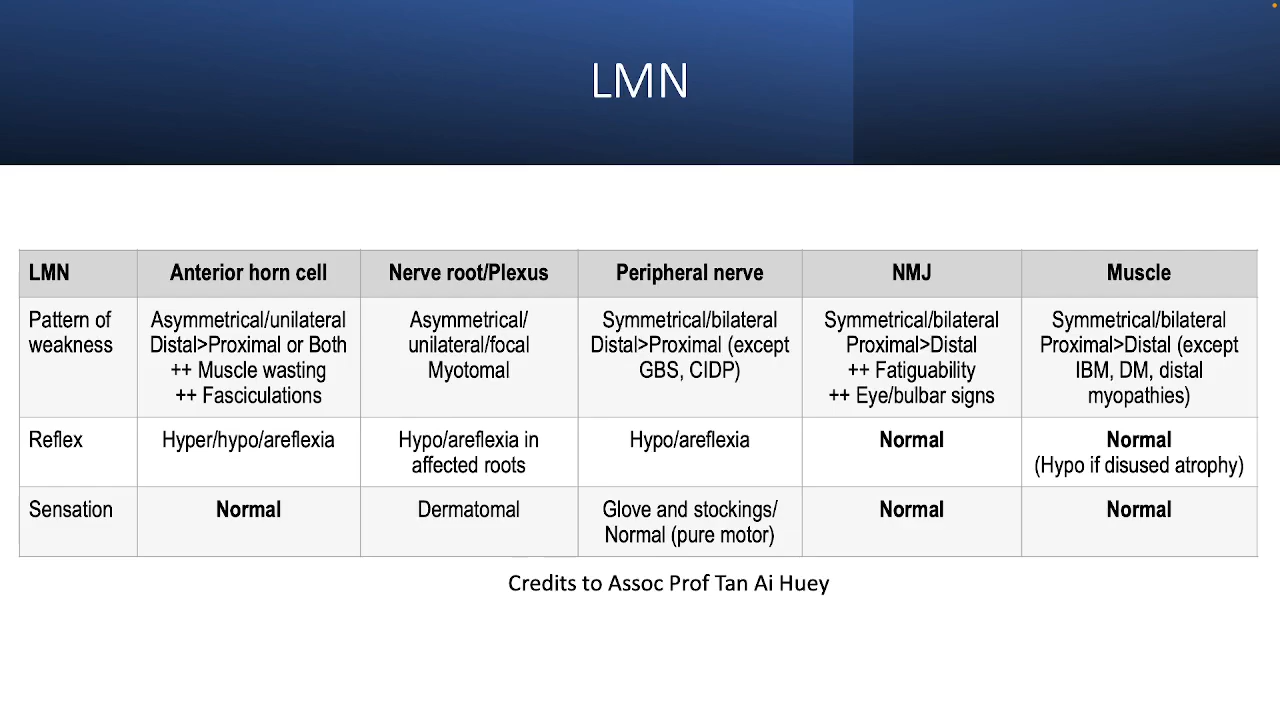 LMN
LMN
Anterior horn cell
Nerve root/Plexus
Peripheral nerve
NMJ
Muscle
Pattern of
weakness
Asymmetrical/unilateral
Distal>Proximal or Both
++ Muscle wasting
++ Fasciculations
Asymmetrical/
unilateral/focal
Myotomal
Symmetrical/bilateral
Distal>Proximal (except
GBS, CIDP)
Symmetrical/bilateral
Proximal>Distal
++ Fatiguability
++ Eye/bulbar signs
Symmetrical/bilateral
Proximal>Distal (except
IBM, DM, distal
myopathies)
Reflex
Hyper/hypo/areflexia
Hypo/areflexia in
affected roots
Hypo/areflexia
Normal
Normal
(Hypo if disused atrophy)
Sensation
Normal
Dermatomal
Glove and stockings/
Normal (pure motor)
Normal
Normal
Credits to Assoc Prof Tan Ai Huey